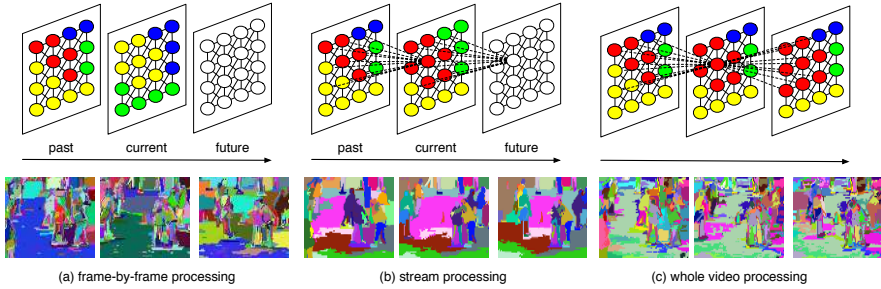 past current future
past current future
(a) frame-by-frame processing
(b) stream processing
(c) whole video processing